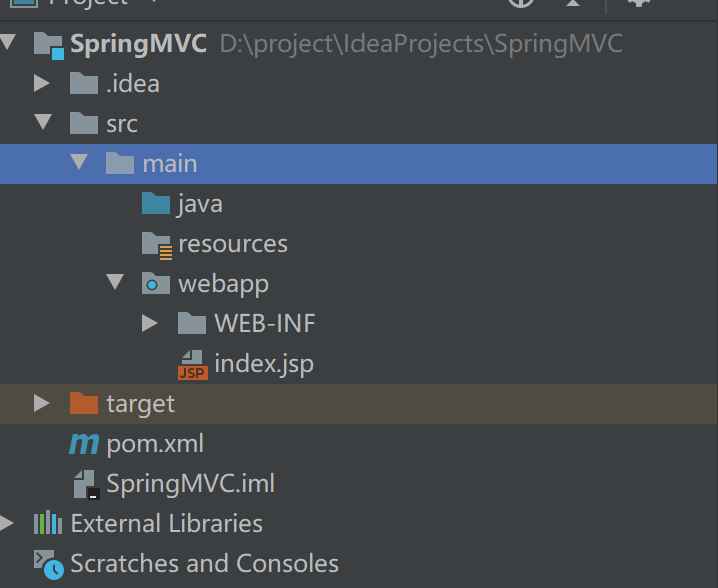 Project
SpringMVC D:\project\IdeaProjects\SpringMVC
.idea
src
main
java
resources
webapp
WEB-INF
index.jsp
target
pom.xml
SpringMVC.iml
External Libraries
Scratches and Consoles